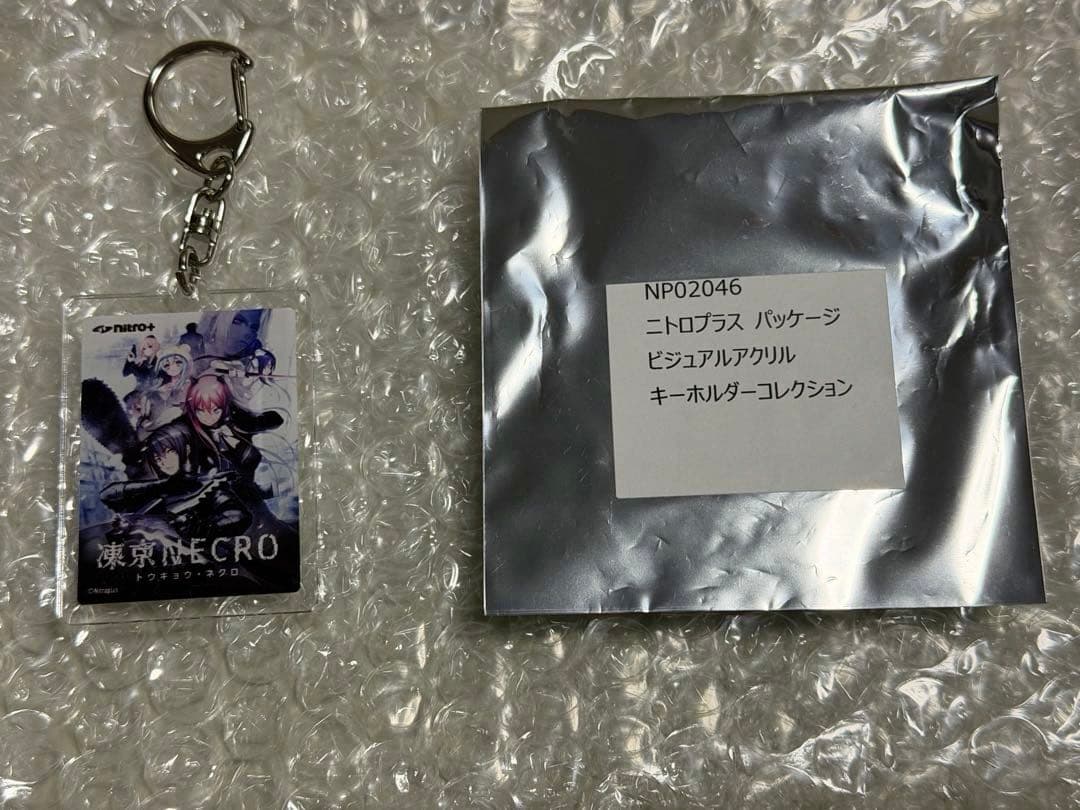 nitro+
凍京NECRO
トウキョウ・ネクロ
©Nitroplus
NP02046
ニトロプラス パッケージ
ビジュアルアクリル
キーホルダーコレクション